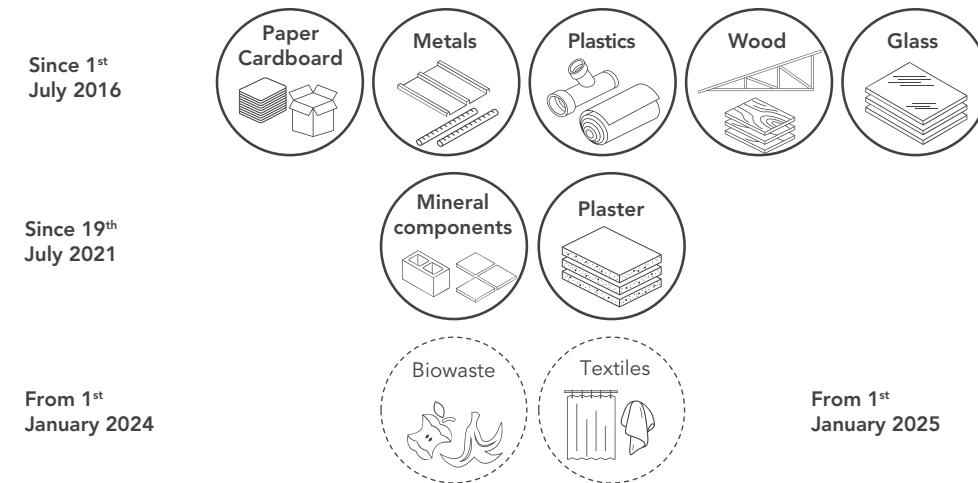 Since 1st
July 2016
Paper
Cardboard
Metals
Plastics
Wood
Glass
Since 19th
July 2021
Mineral
components
Plaster
From 1st
January 2024
Biowaste
Textiles
From 1st
January 2025